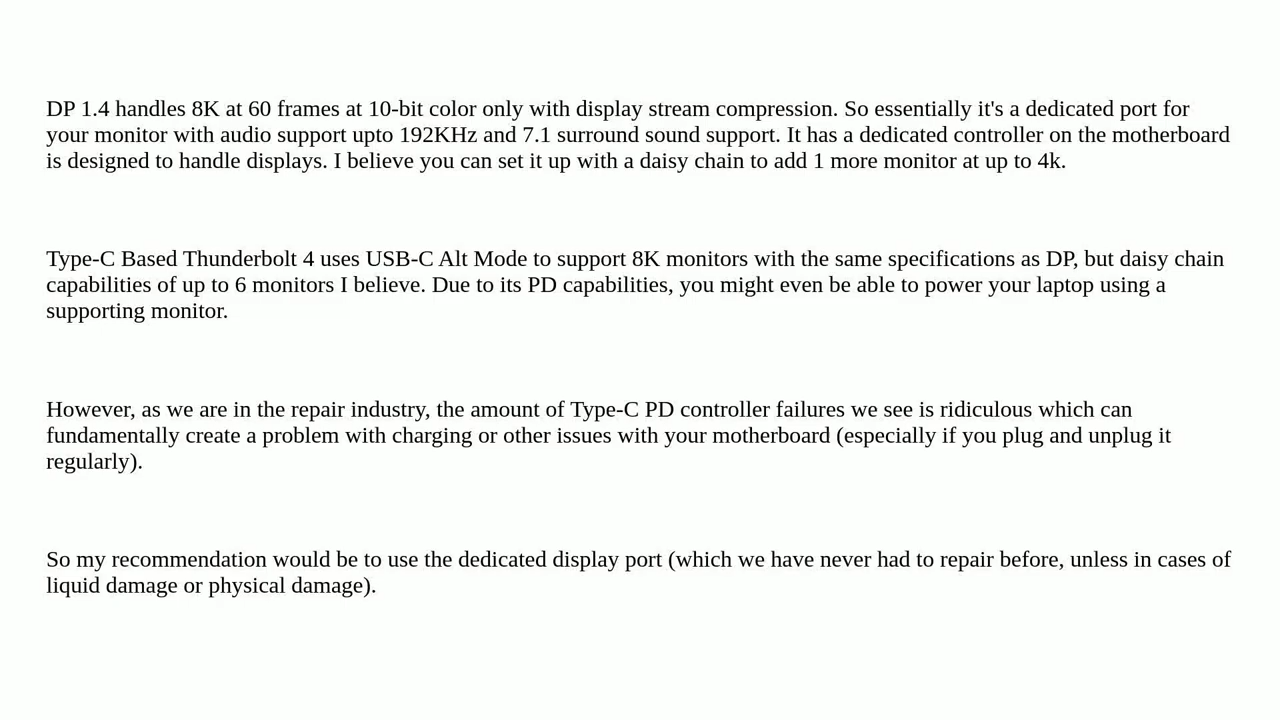 DP 1.4 handles 8K at 60 frames at 10-bit color only with display stream compression. So essentially it's a dedicated port for
your monitor with audio support upto 192KHz and 7.1 surround sound support. It has a dedicated controller on the motherboard
is designed to handle displays. I believe you can set it up with a daisy chain to add 1 more monitor at up to 4k.
Type-C Based Thunderbolt 4 uses USB-C Alt Mode to support 8K monitors with the same specifications as DP, but daisy chain
capabilities of up to 6 monitors I believe. Due to its PD capabilities, you might even be able to power your laptop using a
supporting monitor.
However, as we are in the repair industry, the amount of Type-C PD controller failures we see is ridiculous which can
fundamentally create a problem with charging or other issues with your motherboard (especially if you plug and unplug it
regularly).
So my recommendation would be to use the dedicated display port (which we have never had to repair before, unless in cases of
liquid damage or physical damage).